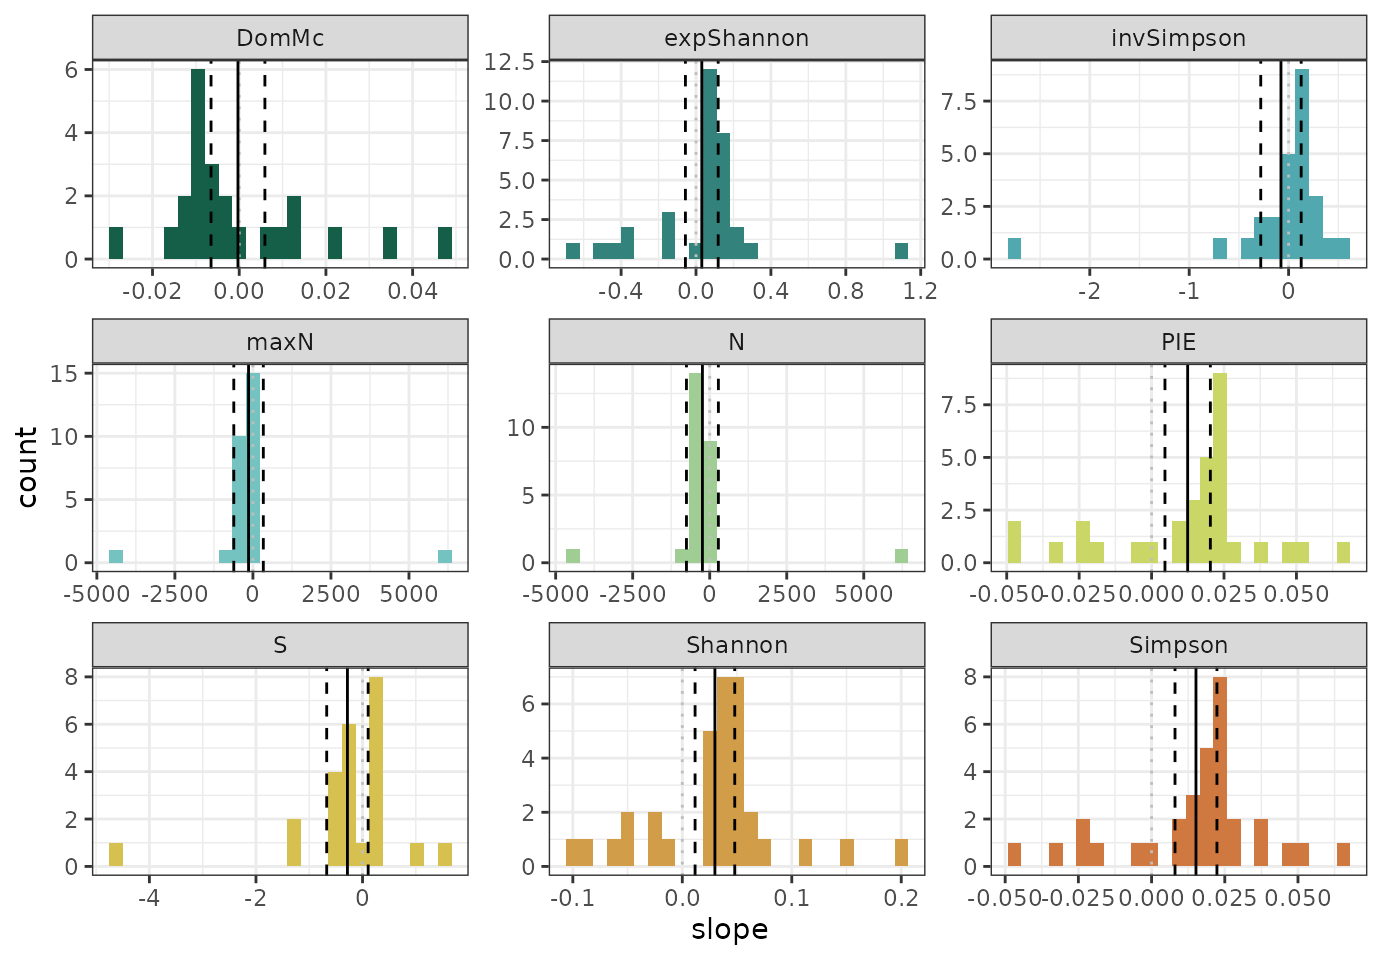 DomMc expShannon invSimpson
6
4
2
0
-0.02 0.00 0.02 0.04
12.5
10.0
7.5
5.0
2.5
0.0
-0.4 0.0 0.4 0.8 1.2
7.5
5.0
2.5
0.0
-2 -1 0
maxN N PIE
count
15
10
5
0
-5000 -2500 0 2500 5000
10
5
0
-5000 -2500 0 2500 5000
7.5
5.0
2.5
0.0
-0.050 -0.025 0.000 0.025 0.050
S Shannon Simpson
8
6
4
2
0
-4 -2 0
6
4
2
0
-0.1 0.0 0.1 0.2
8
6
4
2
0
-0.050 -0.025 0.000 0.025 0.050
slope